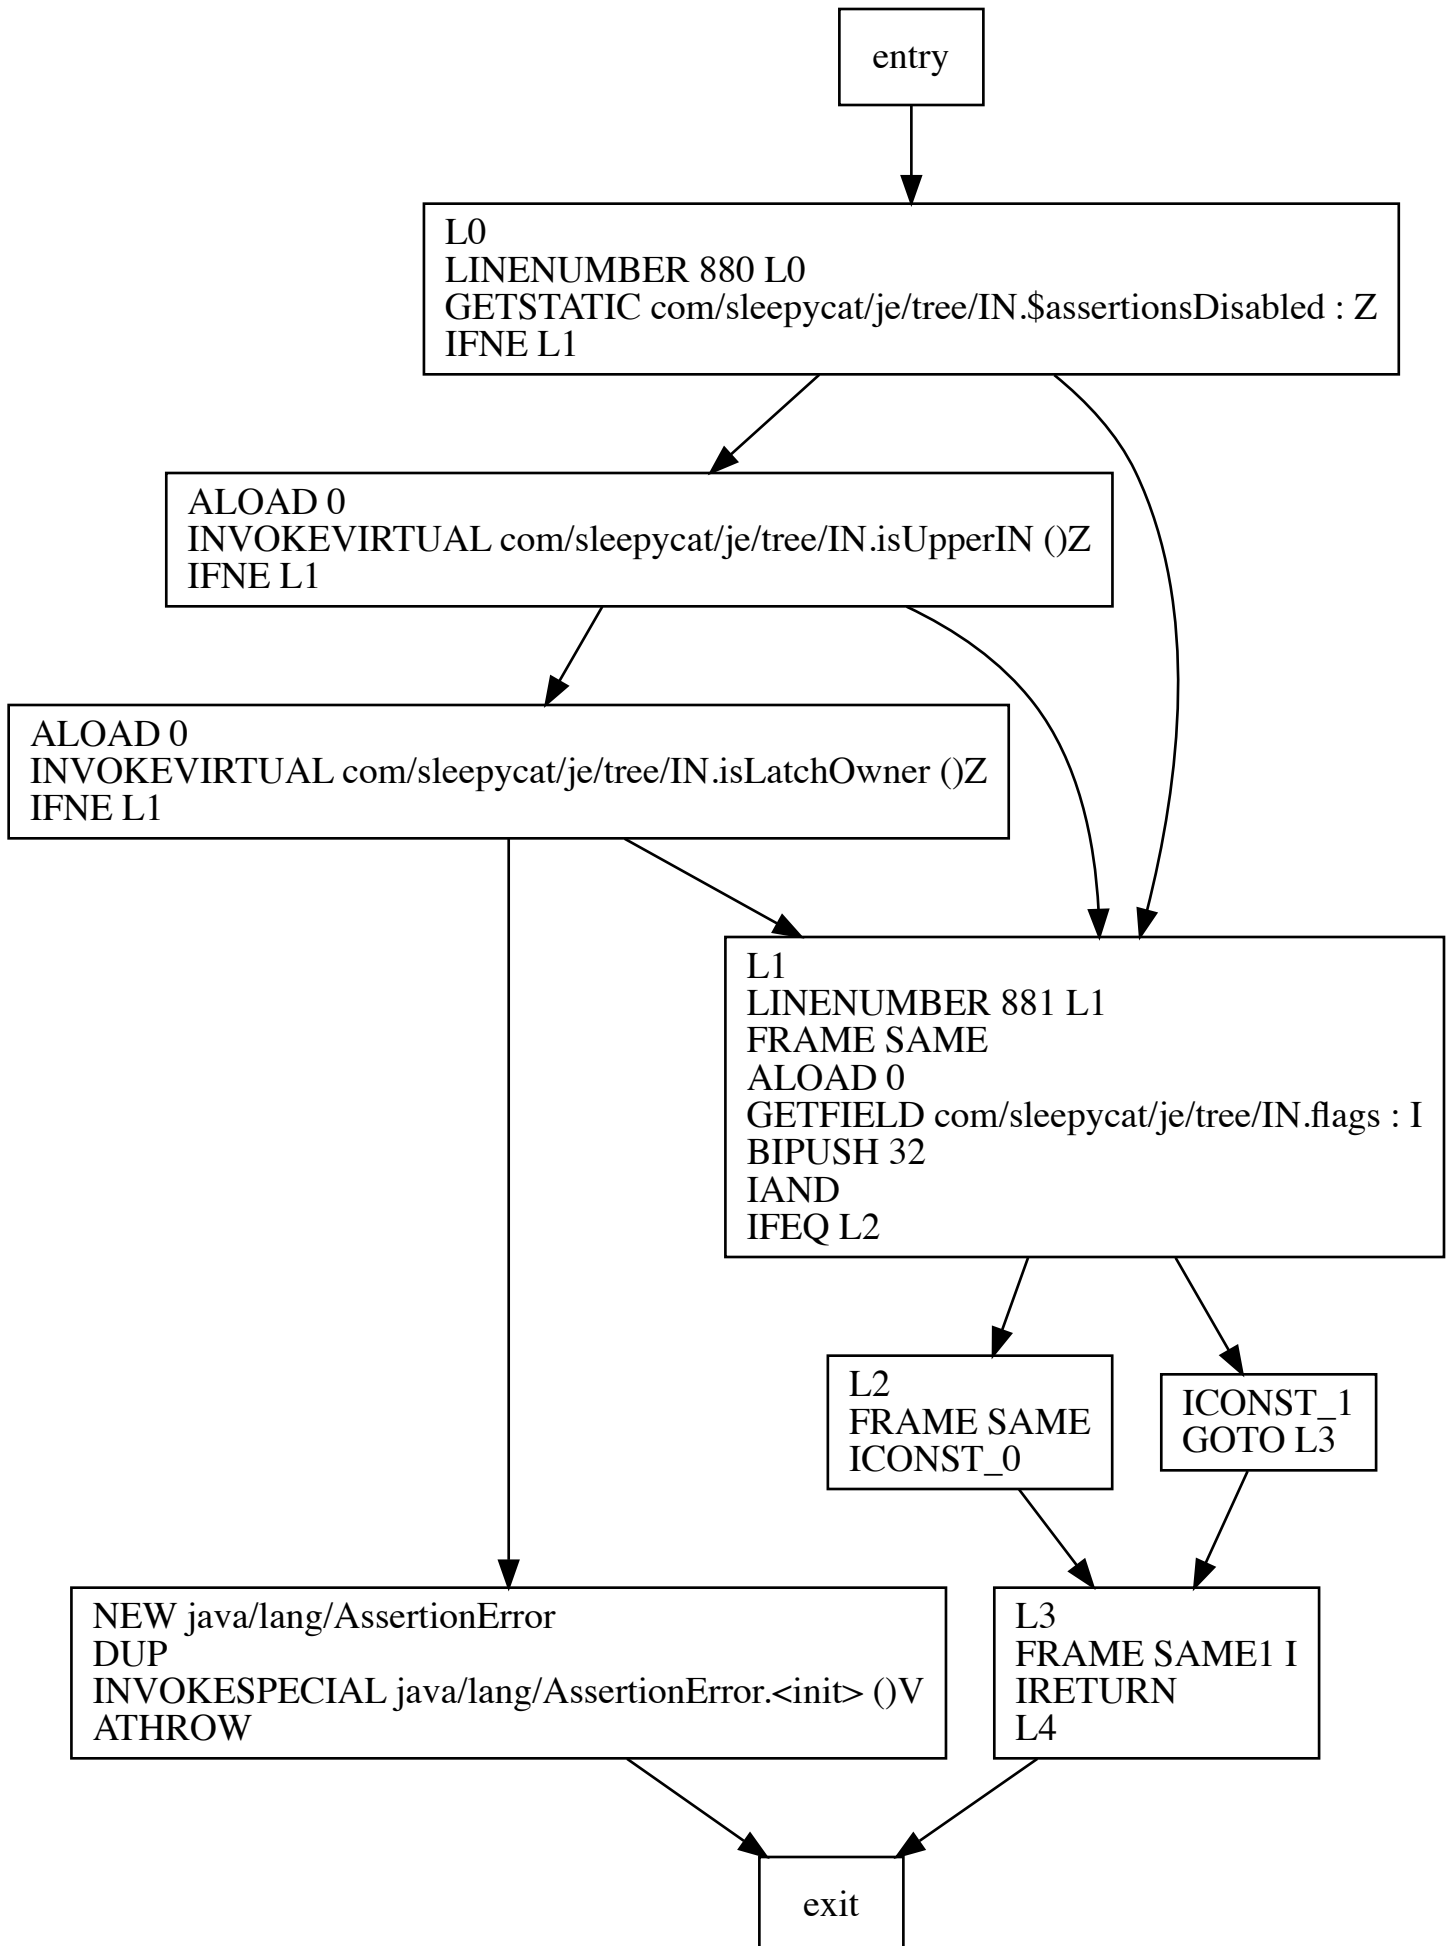 entry
L0
LINENUMBER 880 L0
GETSTATIC com/sleepycat/je/tree/IN.$assertionsDisabled : Z
IFNE L1
ALOAD 0
INVOKEVIRTUAL com/sleepycat/je/tree/IN.isUpperIN ()Z
IFNE L1
ALOAD 0
INVOKEVIRTUAL com/sleepycat/je/tree/IN.isLatchOwner ()Z
IFNE L1
L1
LINENUMBER 881 L1
FRAME SAME
ALOAD 0
GETFIELD com/sleepycat/je/tree/IN.flags : I
BIPUSH 32
IAND
IFEQ L2
L2
FRAME SAME
ICONST_0
ICONST_1
GOTO L3
NEW java/lang/AssertionError
DUP
INVOKESPECIAL java/lang/AssertionError.<init> ()V
ATHROW
L3
FRAME SAME1 I
IRETURN
L4
exit